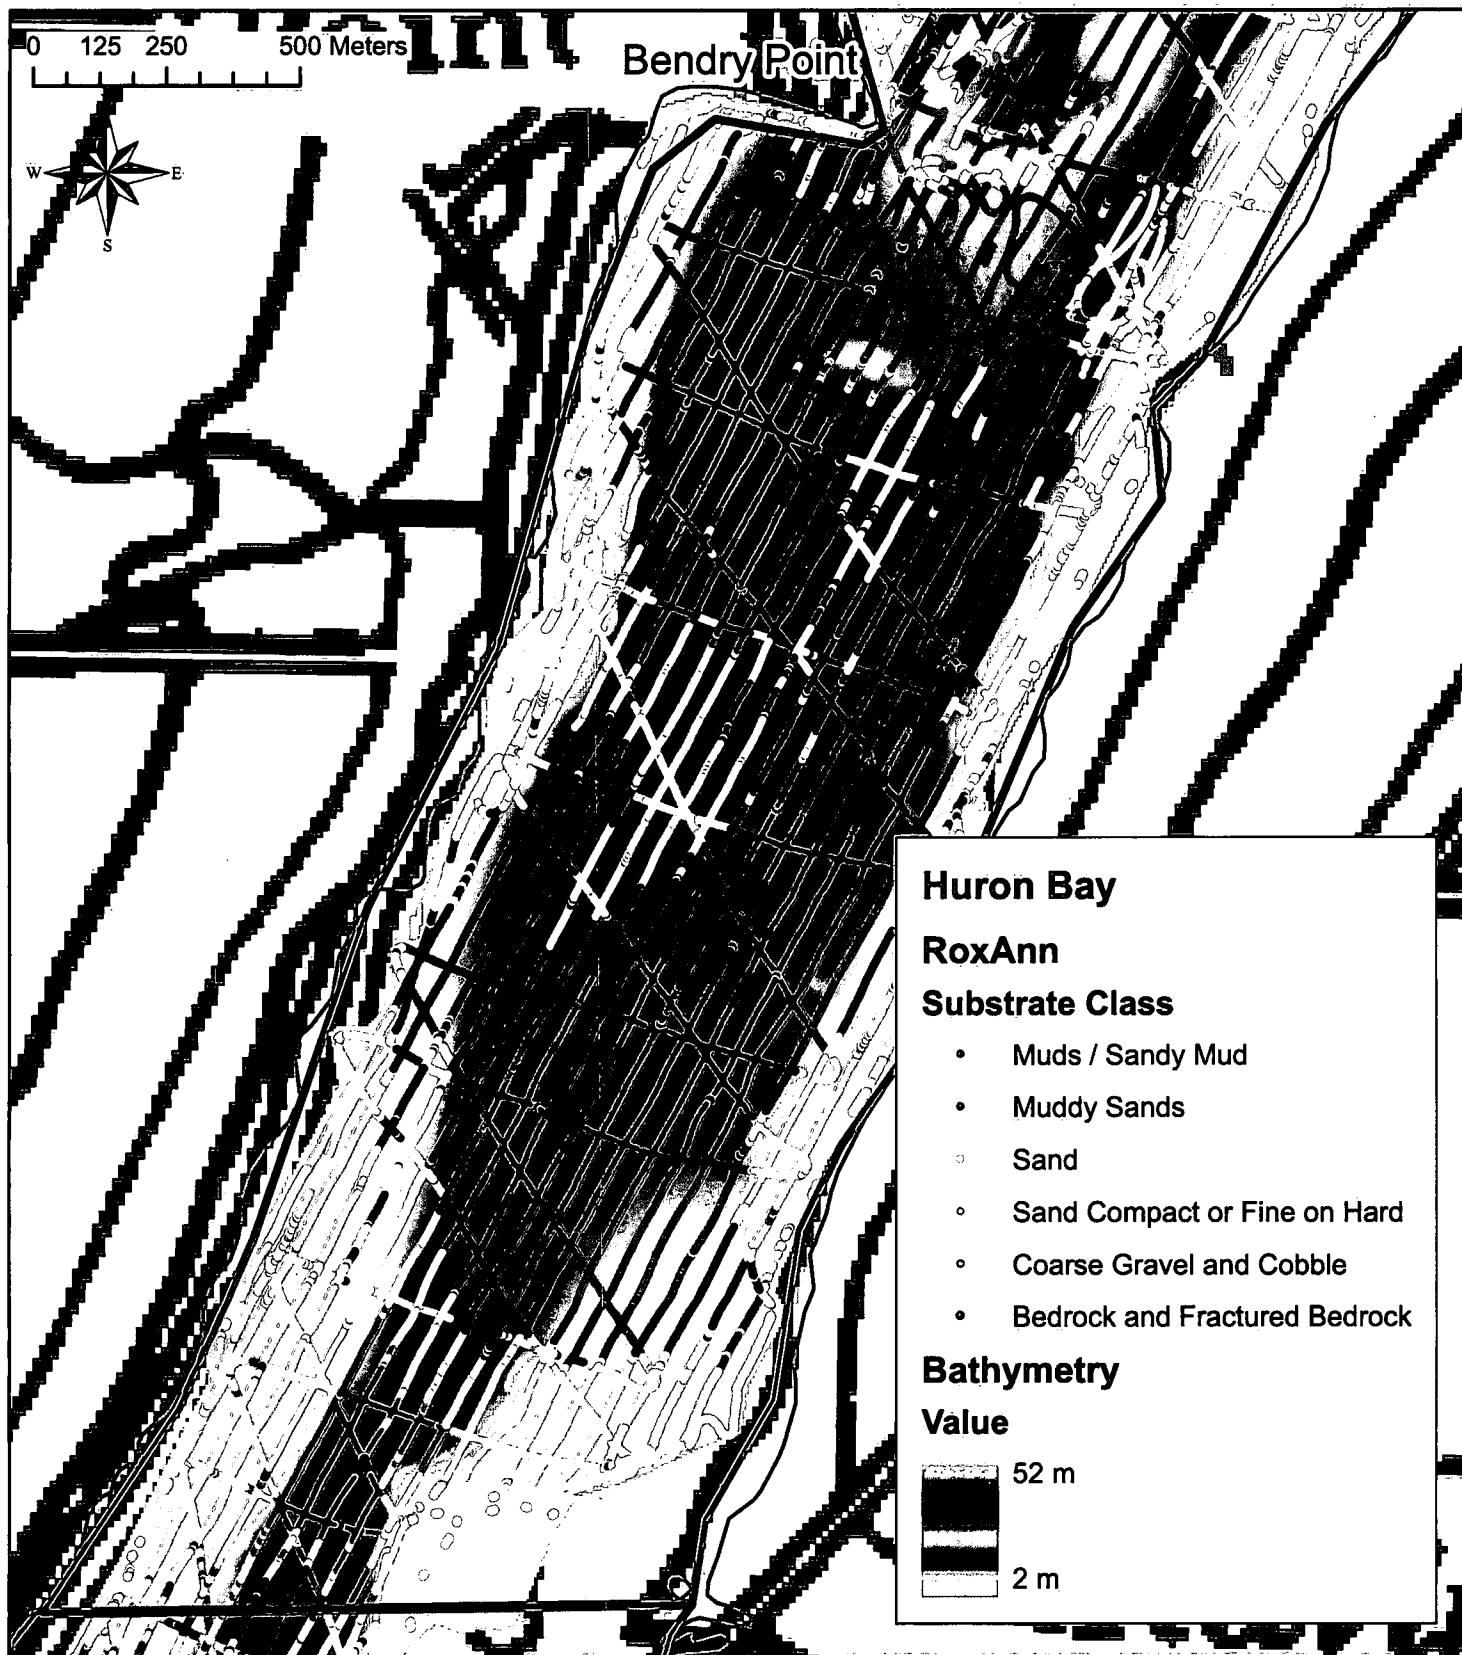 0 125 250 500 Meters
Bendry Point
W E
S
Huron Bay
RoxAnn
Substrate Class
Muds / Sandy Mud
Muddy Sands
Sand
Sand Compact or Fine on Hard
Coarse Gravel and Cobble
Bedrock and Fractured Bedrock
Bathymetry
Value
52 m
2 m